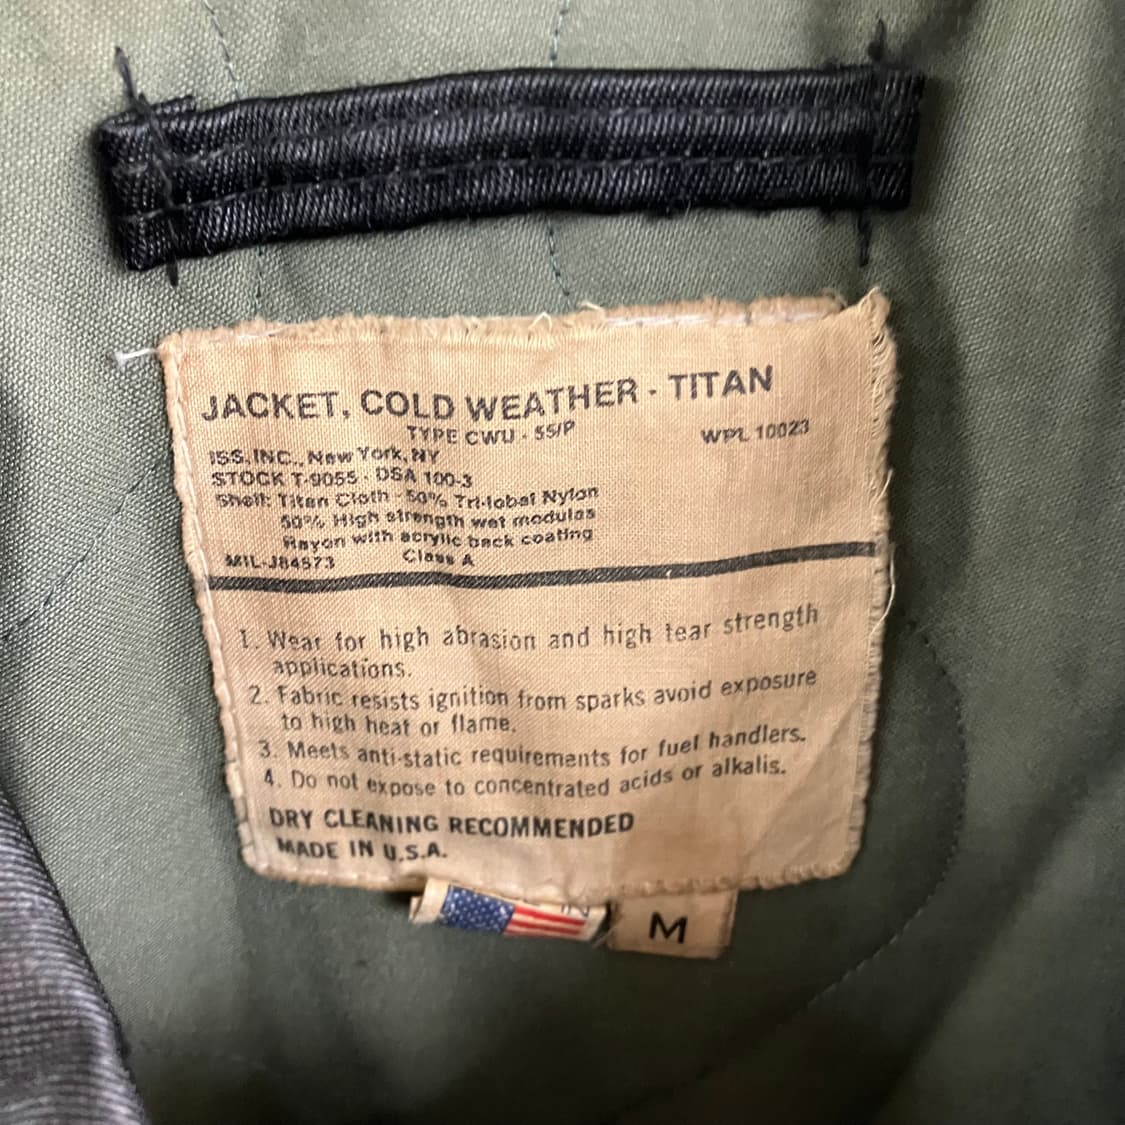 JACKET, COLD WEATHER - TITAN
TYPE CWU - 55/P
WPL 10023
ISS.INC., New York, NY
STOCK T-9055 - DSA 100-3
Shell: Titan Cloth - 50% Tri-lobal Nylon
50% High strength wet modulas
Rayon with acrylic back coating
MIL-J84573 Class A
1. Wear for high abrasion and high tear strength
applications.
2. Fabric resists ignition from sparks avoid exposure
to high heat or flame.
3. Meets anti-static requirements for fuel handlers.
4. Do not expose to concentrated acids or alkalis.
DRY CLEANING RECOMMENDED
MADE IN U.S.A.
M